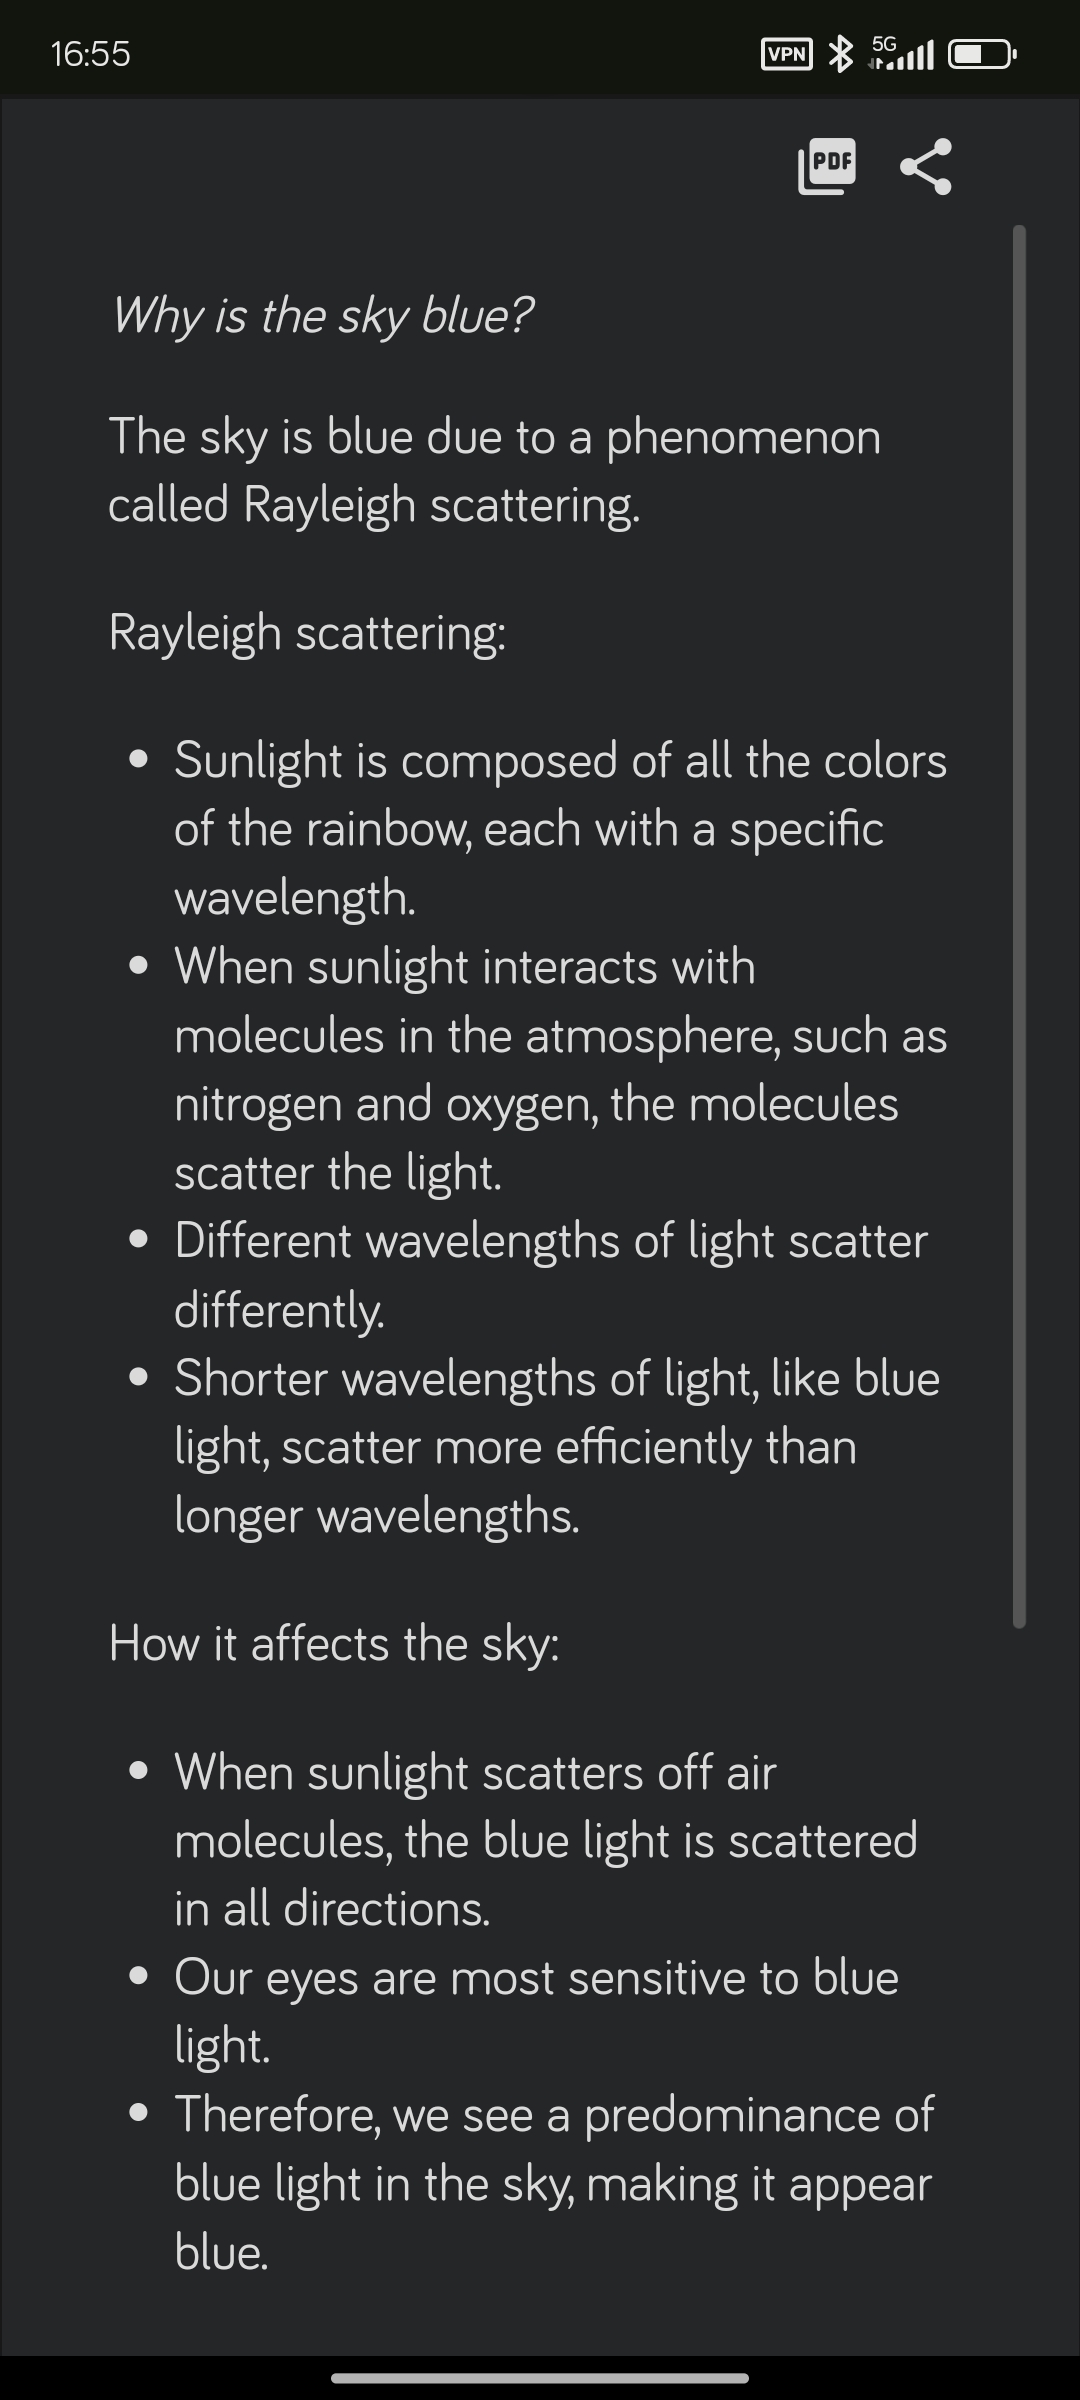 16:55
VPN
5G
PDF
Why is the sky blue?
The sky is blue due to a phenomenon
called Rayleigh scattering.
Rayleigh scattering:
• Sunlight is composed of all the colors
of the rainbow, each with a specific
wavelength.
• When sunlight interacts with
molecules in the atmosphere, such as
nitrogen and oxygen, the molecules
scatter the light.
• Different wavelengths of light scatter
differently.
• Shorter wavelengths of light, like blue
light, scatter more efficiently than
longer wavelengths.
How it affects the sky:
• When sunlight scatters off air
molecules, the blue light is scattered
in all directions.
• Our eyes are most sensitive to blue
light.
• Therefore, we see a predominance of
blue light in the sky, making it appear
blue.